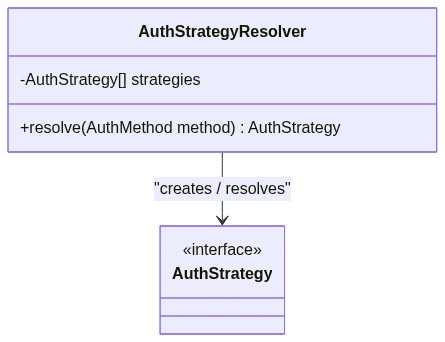 AuthStrategyResolver
-AuthStrategy[] strategies
+resolve(AuthMethod method) : AuthStrategy
"creates / resolves"
«interface»
AuthStrategy